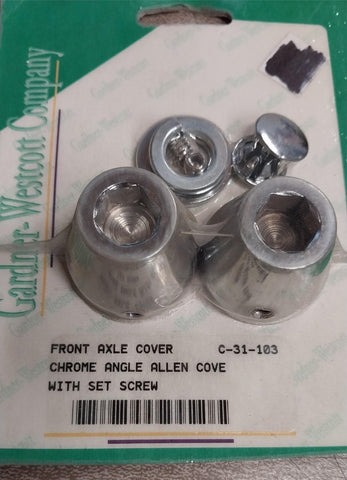 Gardner-Westcott Company
FRONT AXLE COVER C-31-103
CHROME ANGLE ALLEN COVE
WITH SET SCREW